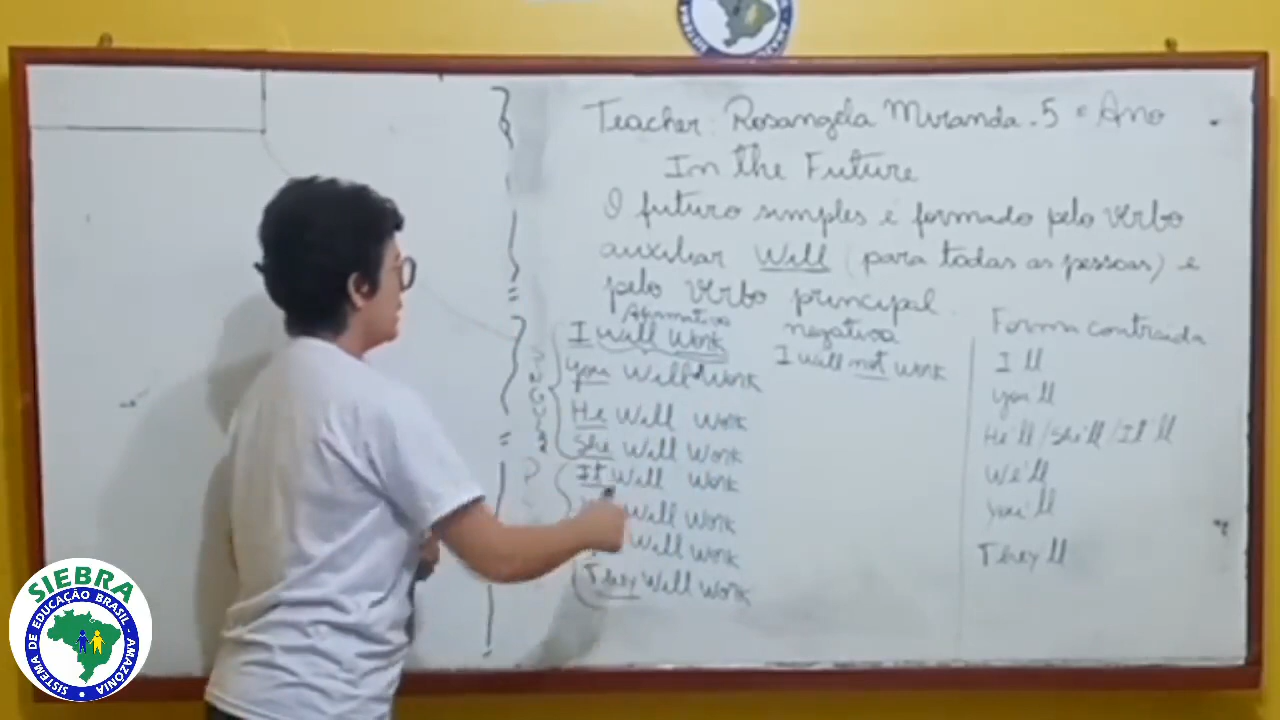 Teacher: Rosangela Miranda. 5º Ano
In the Future
O futuro simples é formado pelo verbo
auxiliar Will (para todas as pessoas) e
pelo verbo principal.
Afirmativa
I Will Work
You Will Work
He Will Work
She Will Work
It Will Work
Will Work
Will Work
They Will Work
negativa
I will not work
Forma contraida
I'll
you'll
He'll/She'll/It'll
We'll
you'll
They'll
SIEBRA
SISTEMA DE EDUCAÇÃO BRASIL - AMAZÔNIA